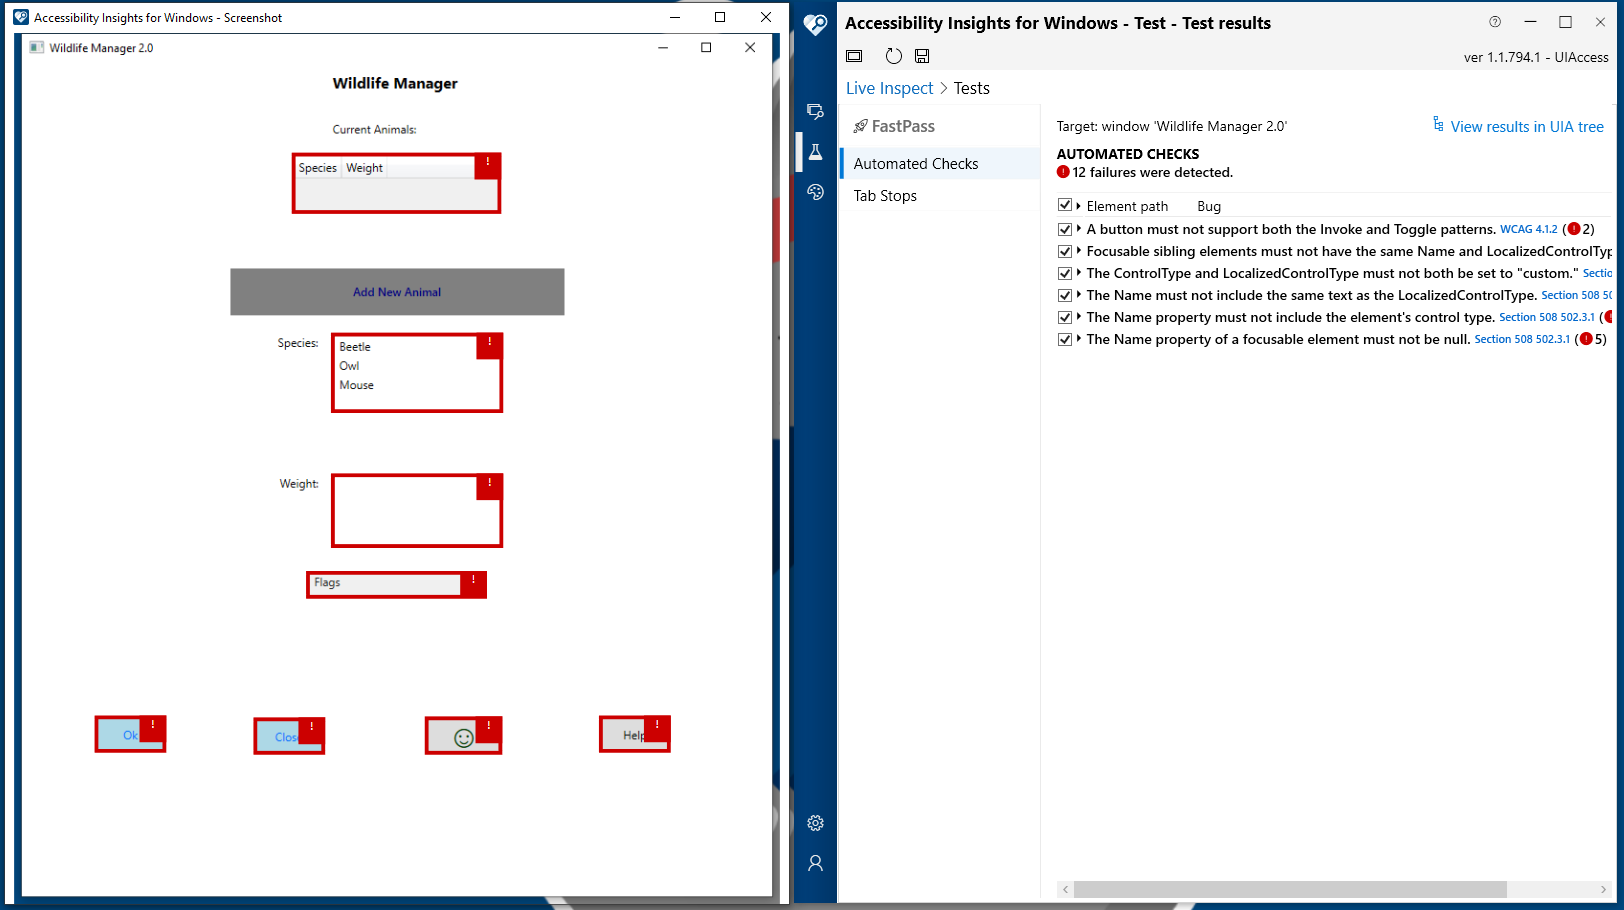 Accessibility Insights for Windows - Screenshot
Wildlife Manager 2.0
Wildlife Manager
Current Animals:
Species Weight !
Add New Animal
Species:
Beetle !
Owl
Mouse
Weight: !
Flags !
Ok !
Clos !
!
Help !
Accessibility Insights for Windows - Test - Test results
ver 1.1.794.1 - UIAccess
Live Inspect > Tests
FastPass
Automated Checks
Tab Stops
Target: window 'Wildlife Manager 2.0'
View results in UIA tree
AUTOMATED CHECKS
12 failures were detected.
Element path Bug
A button must not support both the Invoke and Toggle patterns. WCAG 4.1.2 (! 2)
Focusable sibling elements must not have the same Name and LocalizedControlTyp
The ControlType and LocalizedControlType must not both be set to "custom." Sectio
The Name must not include the same text as the LocalizedControlType. Section 508 50
The Name property must not include the element's control type. Section 508 502.3.1 (!
The Name property of a focusable element must not be null. Section 508 502.3.1 (! 5)